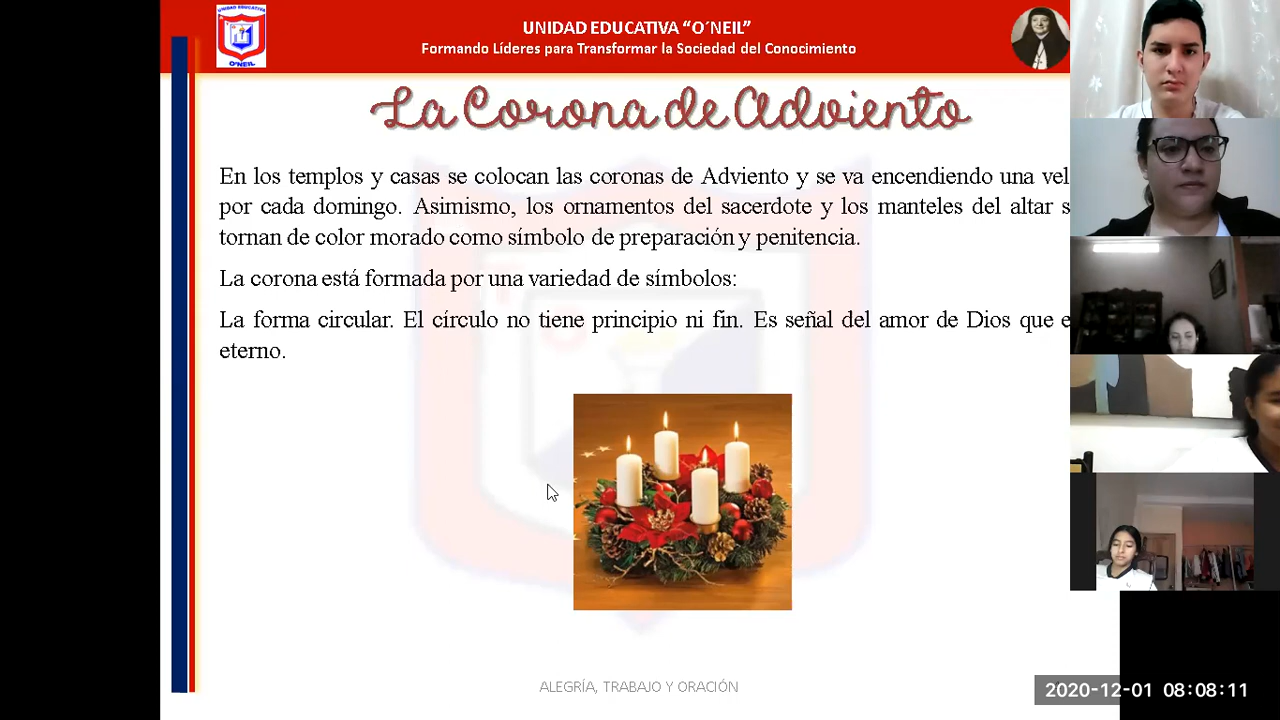 UNIDAD EDUCATIVA
O´NEIL
UNIDAD EDUCATIVA “O´NEIL”
Formando Líderes para Transformar la Sociedad del Conocimiento
La Corona de Adviento
En los templos y casas se colocan las coronas de Adviento y se va encendiendo una vel
por cada domingo. Asimismo, los ornamentos del sacerdote y los manteles del altar s
tornan de color morado como símbolo de preparación y penitencia.
La corona está formada por una variedad de símbolos:
La forma circular. El círculo no tiene principio ni fin. Es señal del amor de Dios que e
eterno.
ALEGRÍA, TRABAJO Y ORACIÓN
2020-12-01 08:08:11